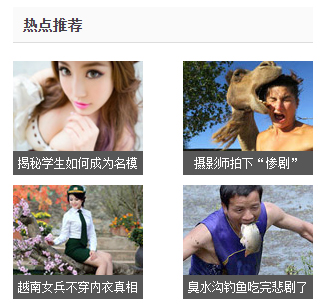 热点推荐
揭秘学生如何成为名模
摄影师拍下“惨剧”
越南女兵不穿内衣真相
臭水沟钓鱼吃完悲剧了